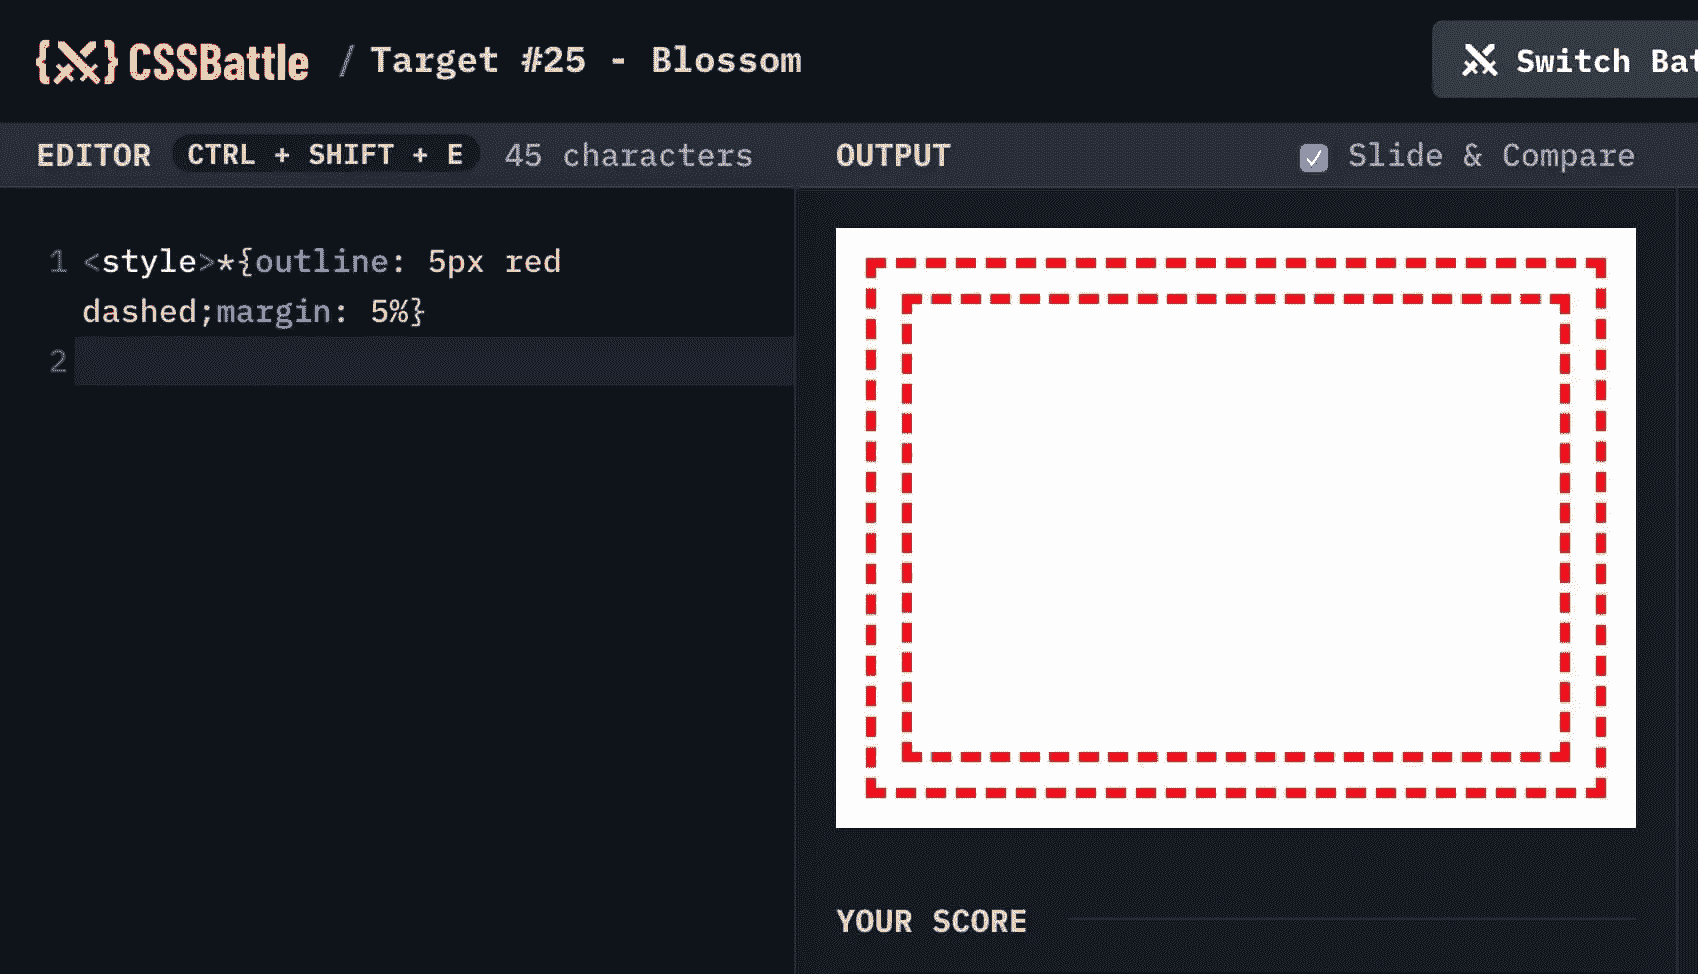 {X} CSSBattle / Target #25 - Blossom
Switch Bat
EDITOR CTRL + SHIFT + E 45 characters
OUTPUT
✓ Slide & Compare
1 <style>*{outline: 5px red
dashed;margin: 5%}
2
YOUR SCORE